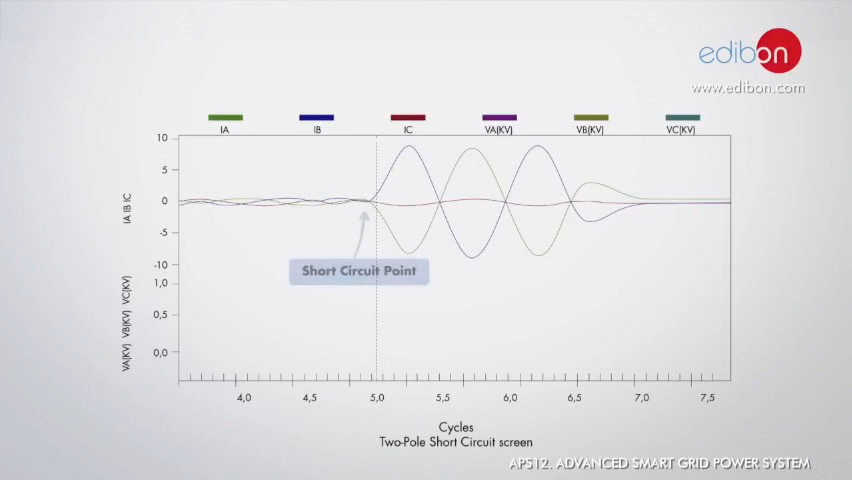 edibon
www.edibon.com
IA IB IC VA(KV) VB(KV) VC(KV)
10
5
0
-5
-10
IA IB IC
Short Circuit Point
1,0
0,5
0,0
VA(KV) VB(KV) VC(KV)
4,0 4,5 5,0 5,5 6,0 6,5 7,0 7,5
Cycles
Two-Pole Short Circuit screen
APS12. ADVANCED SMART GRID POWER SYSTEM